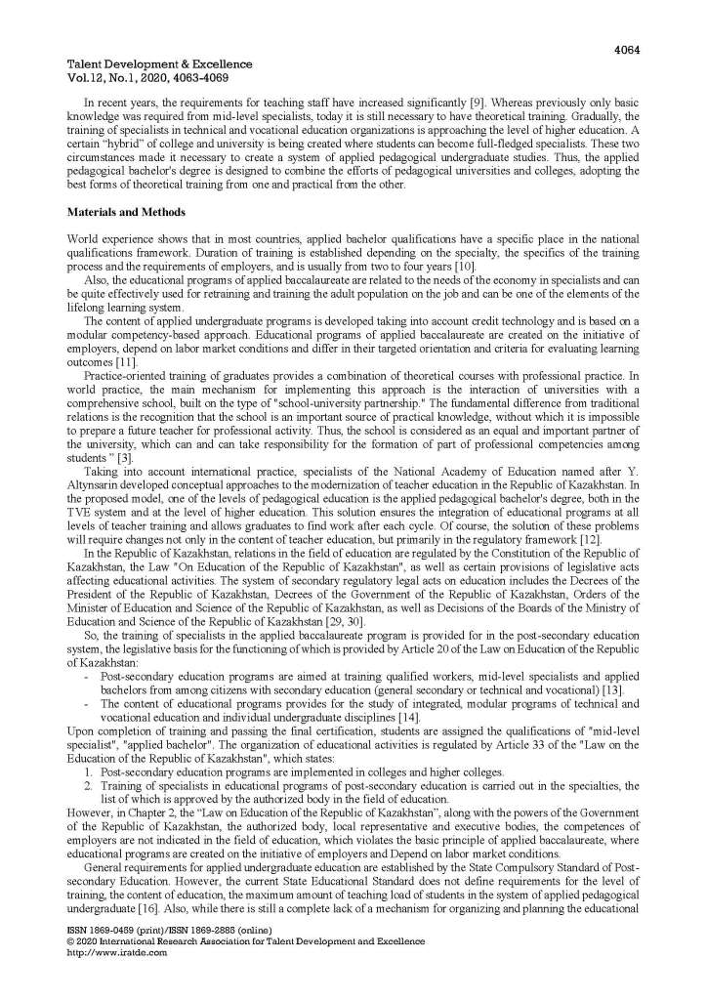 4064
Talent Development & Excellence
Vol.12, No.1, 2020, 4063-4069
In recent years, the requirements for teaching staff have increased significantly [9]. Whereas previously only basic
knowledge was required from mid-level specialists, today it is still necessary to have theoretical training. Gradually, the
training of specialists in technical and vocational education organizations is approaching the level of higher education. A
certain “hybrid” of college and university is being created where students can become full-fledged specialists. These two
circumstances made it necessary to create a system of applied pedagogical undergraduate studies. Thus, the applied
pedagogical bachelor's degree is designed to combine the efforts of pedagogical universities and colleges, adopting the
best forms of theoretical training from one and practical from the other.
Materials and Methods
World experience shows that in most countries, applied bachelor qualifications have a specific place in the national
qualifications framework. Duration of training is established depending on the specialty, the specifics of the training
process and the requirements of employers, and is usually from two to four years [10].
Also, the educational programs of applied baccalaureate are related to the needs of the economy in specialists and can
be quite effectively used for retraining and training the adult population on the job and can be one of the elements of the
lifelong learning system.
The content of applied undergraduate programs is developed taking into account credit technology and is based on a
modular competency-based approach. Educational programs of applied baccalaureate are created on the initiative of
employers, depend on labor market conditions and differ in their targeted orientation and criteria for evaluating learning
outcomes [11].
Practice-oriented training of graduates provides a combination of theoretical courses with professional practice. In
world practice, the main mechanism for implementing this approach is the interaction of universities with a
comprehensive school, built on the type of "school-university partnership." The fundamental difference from traditional
relations is the recognition that the school is an important source of practical knowledge, without which it is impossible
to prepare a future teacher for professional activity. Thus, the school is considered as an equal and important partner of
the university, which can and can take responsibility for the formation of part of professional competencies among
students ” [3].
Taking into account international practice, specialists of the National Academy of Education named after Y.
Altynsarin developed conceptual approaches to the modernization of teacher education in the Republic of Kazakhstan. In
the proposed model, one of the levels of pedagogical education is the applied pedagogical bachelor's degree, both in the
TVE system and at the level of higher education. This solution ensures the integration of educational programs at all
levels of teacher training and allows graduates to find work after each cycle. Of course, the solution of these problems
will require changes not only in the content of teacher education, but primarily in the regulatory framework [12].
In the Republic of Kazakhstan, relations in the field of education are regulated by the Constitution of the Republic of
Kazakhstan, the Law "On Education of the Republic of Kazakhstan", as well as certain provisions of legislative acts
affecting educational activities. The system of secondary regulatory legal acts on education includes the Decrees of the
President of the Republic of Kazakhstan, Decrees of the Government of the Republic of Kazakhstan, Orders of the
Minister of Education and Science of the Republic of Kazakhstan, as well as Decisions of the Boards of the Ministry of
Education and Science of the Republic of Kazakhstan [29, 30].
So, the training of specialists in the applied baccalaureate program is provided for in the post-secondary education
system, the legislative basis for the functioning of which is provided by Article 20 of the Law on Education of the Republic
of Kazakhstan:
- Post-secondary education programs are aimed at training qualified workers, mid-level specialists and applied
bachelors from among citizens with secondary education (general secondary or technical and vocational) [13].
- The content of educational programs provides for the study of integrated, modular programs of technical and
vocational education and individual undergraduate disciplines [14].
Upon completion of training and passing the final certification, students are assigned the qualifications of "mid-level
specialist", "applied bachelor". The organization of educational activities is regulated by Article 33 of the "Law on the
Education of the Republic of Kazakhstan", which states:
1. Post-secondary education programs are implemented in colleges and higher colleges.
2. Training of specialists in educational programs of post-secondary education is carried out in the specialties, the
list of which is approved by the authorized body in the field of education.
However, in Chapter 2, the “Law on Education of the Republic of Kazakhstan”, along with the powers of the Government
of the Republic of Kazakhstan, the authorized body, local representative and executive bodies, the competences of
employers are not indicated in the field of education, which violates the basic principle of applied baccalaureate, where
educational programs are created on the initiative of employers and Depend on labor market conditions.
General requirements for applied undergraduate education are established by the State Compulsory Standard of Post-
secondary Education. However, the current State Educational Standard does not define requirements for the level of
training, the content of education, the maximum amount of teaching load of students in the system of applied pedagogical
undergraduate [16]. Also, while there is still a complete lack of a mechanism for organizing and planning the educational
ISSN 1869-0459 (print)/ISSN 1869-2885 (online)
© 2020 International Research Association for Talent Development and Excellence
http://www.iratde.com